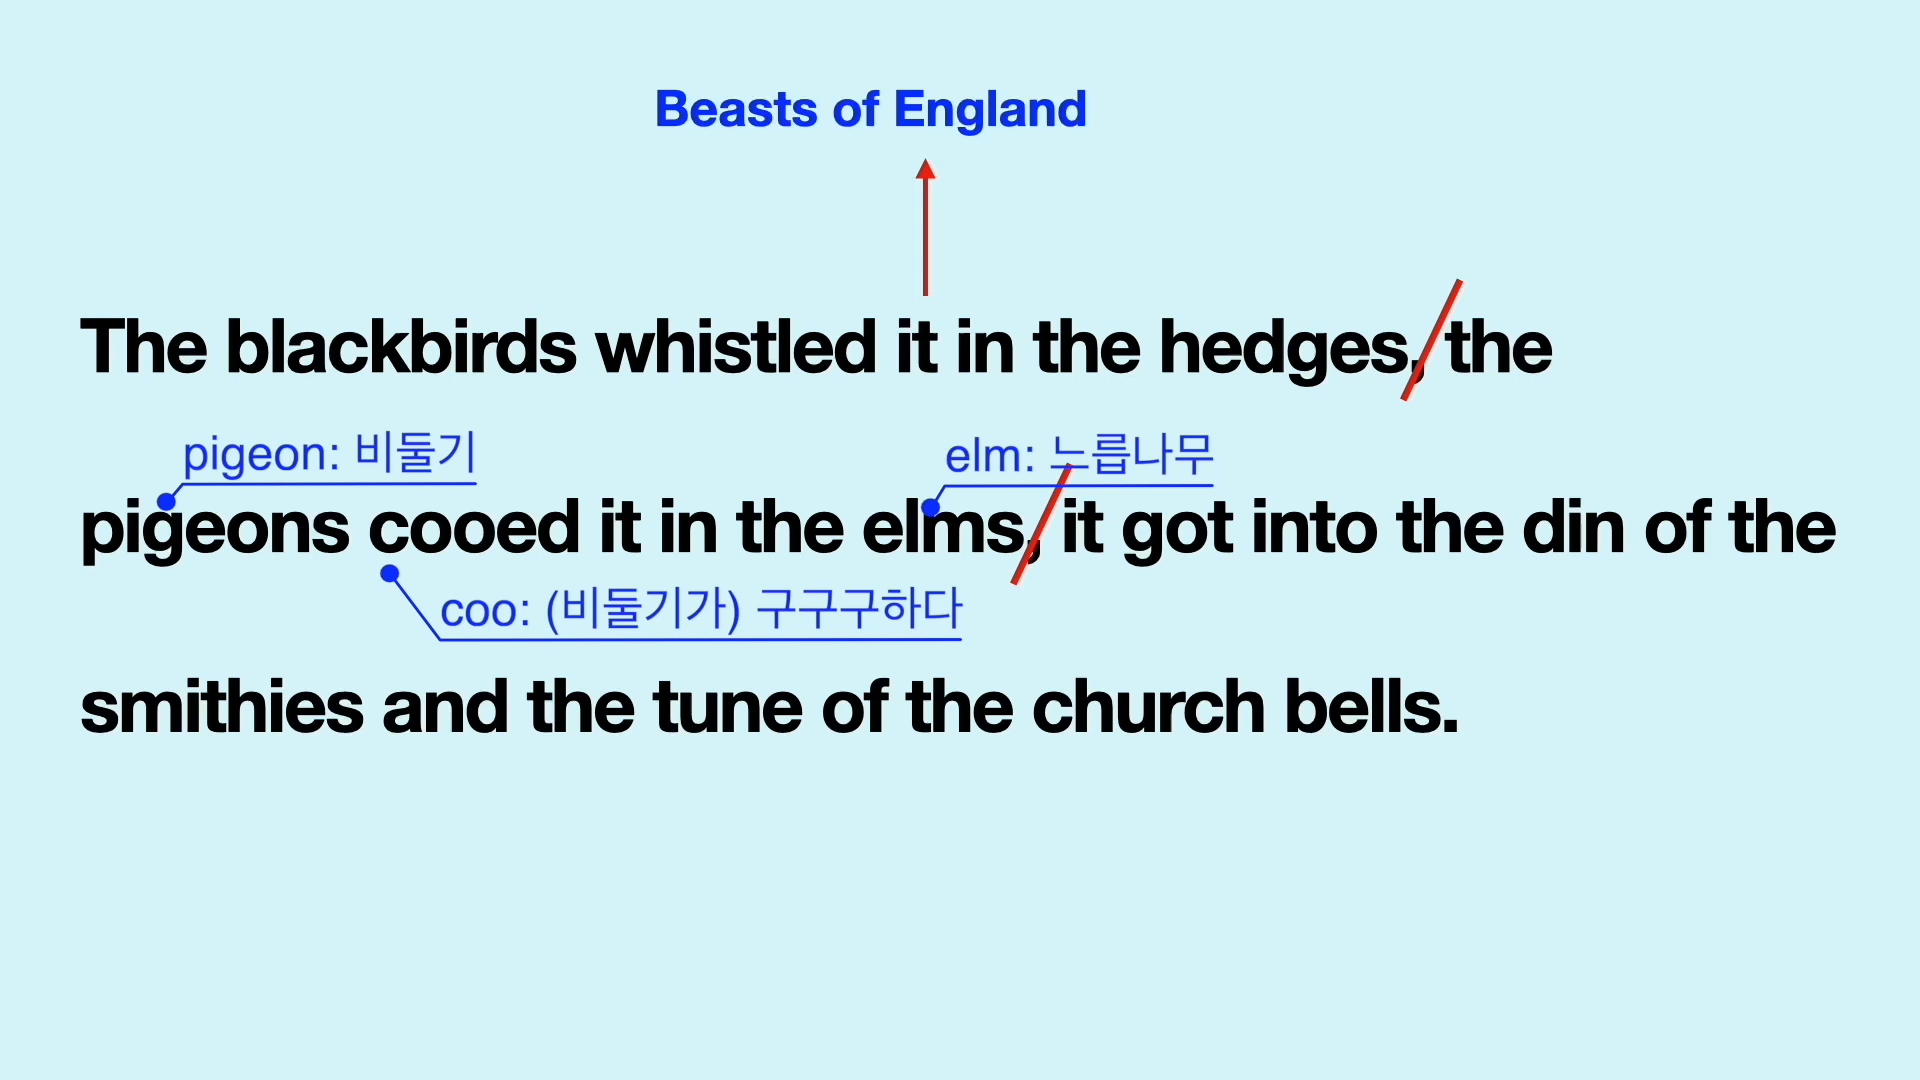 Beasts of England
The blackbirds whistled it in the hedges, the
pigeon: 비둘기
elm: 느릅나무
pigeons cooed it in the elms, it got into the din of the
coo: (비둘기가) 구구구하다
smithies and the tune of the church bells.